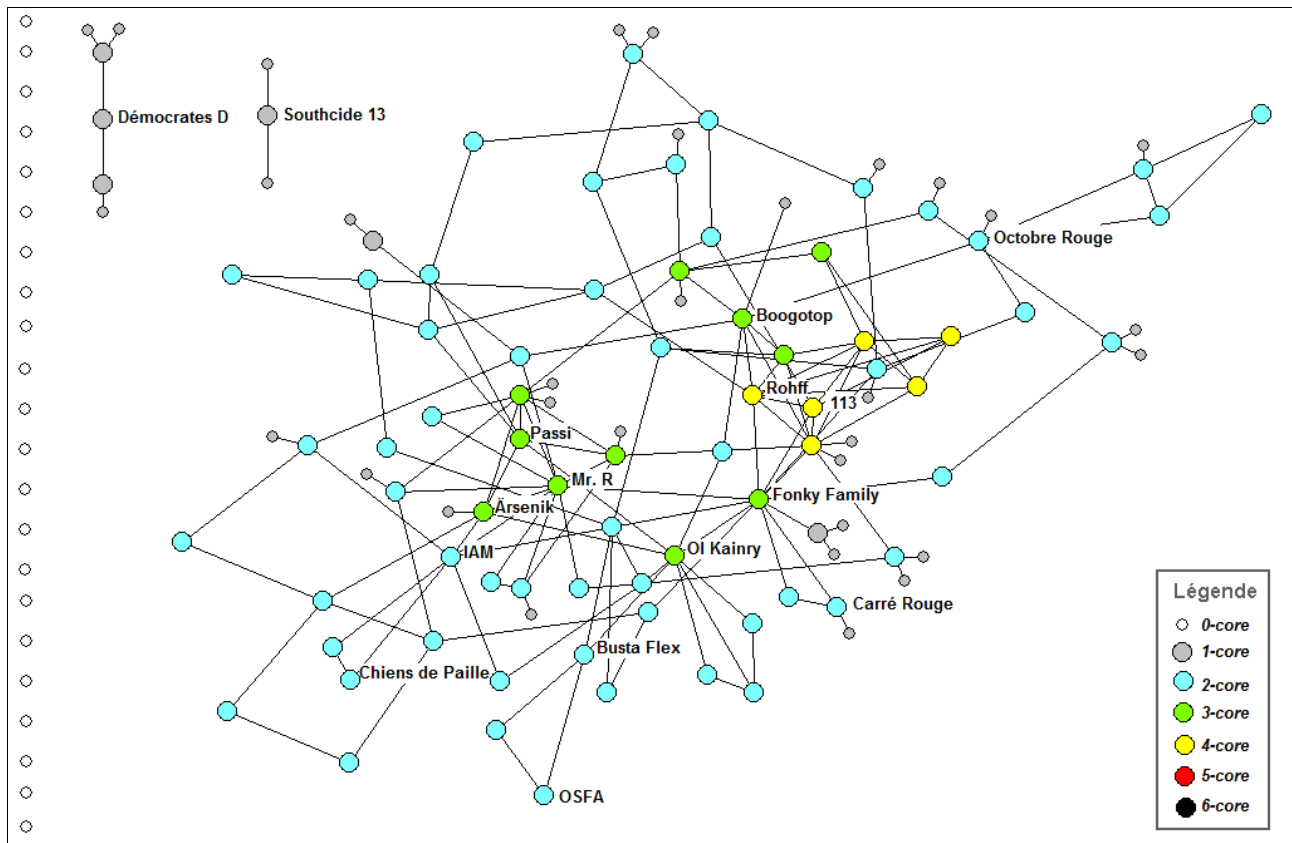 Démocrates D
Southcide 13
Octobre Rouge
Boogotop
Rohff
113
Passi
Mr. R
Ärsenik
Fonky Family
IAM
Ol Kainry
Carré Rouge
Busta Flex
Chiens de Paille
OSFA
Légende
0-core
1-core
2-core
3-core
4-core
5-core
6-core